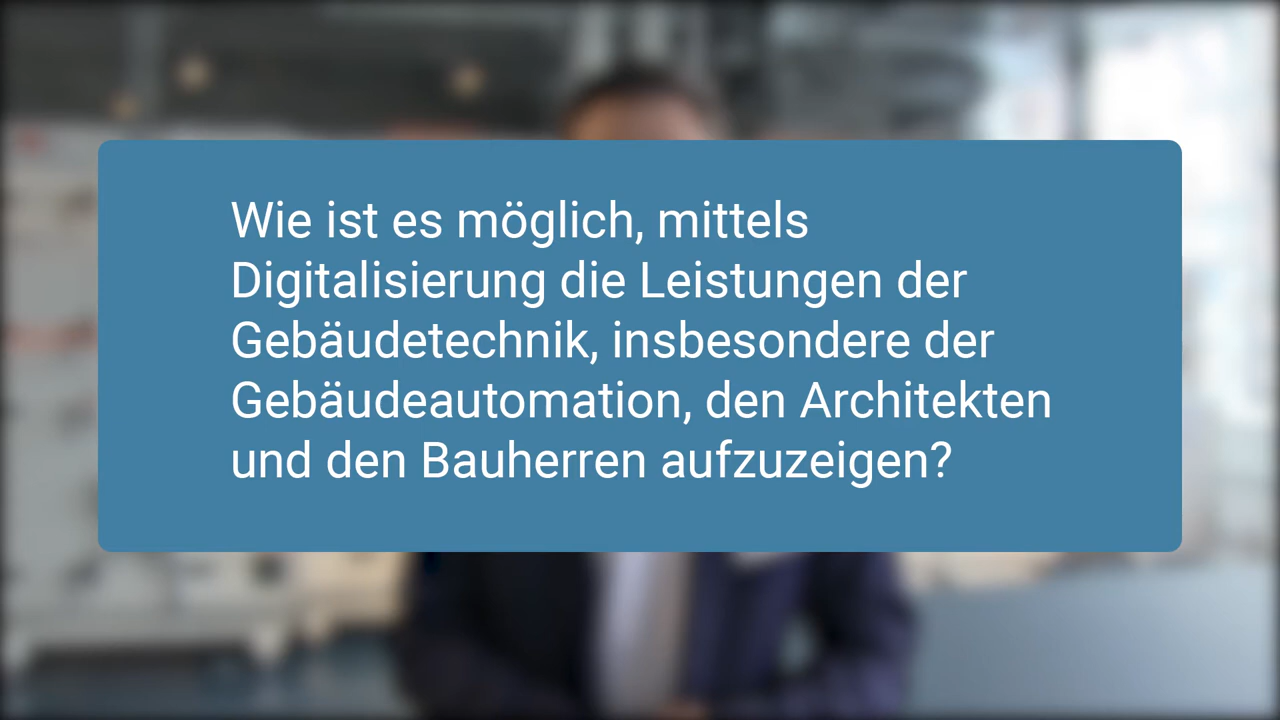 Wie ist es möglich, mittels
Digitalisierung die Leistungen der
Gebäudetechnik, insbesondere der
Gebäudeautomation, den Architekten
und den Bauherren aufzuzeigen?